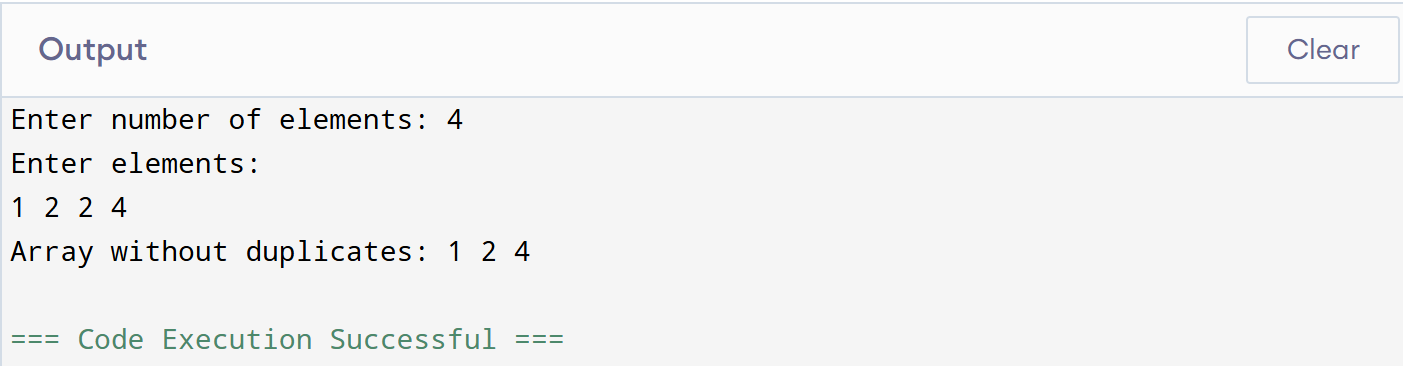 Output
Clear
Enter number of elements: 4
Enter elements:
1 2 2 4
Array without duplicates: 1 2 4
=== Code Execution Successful ===